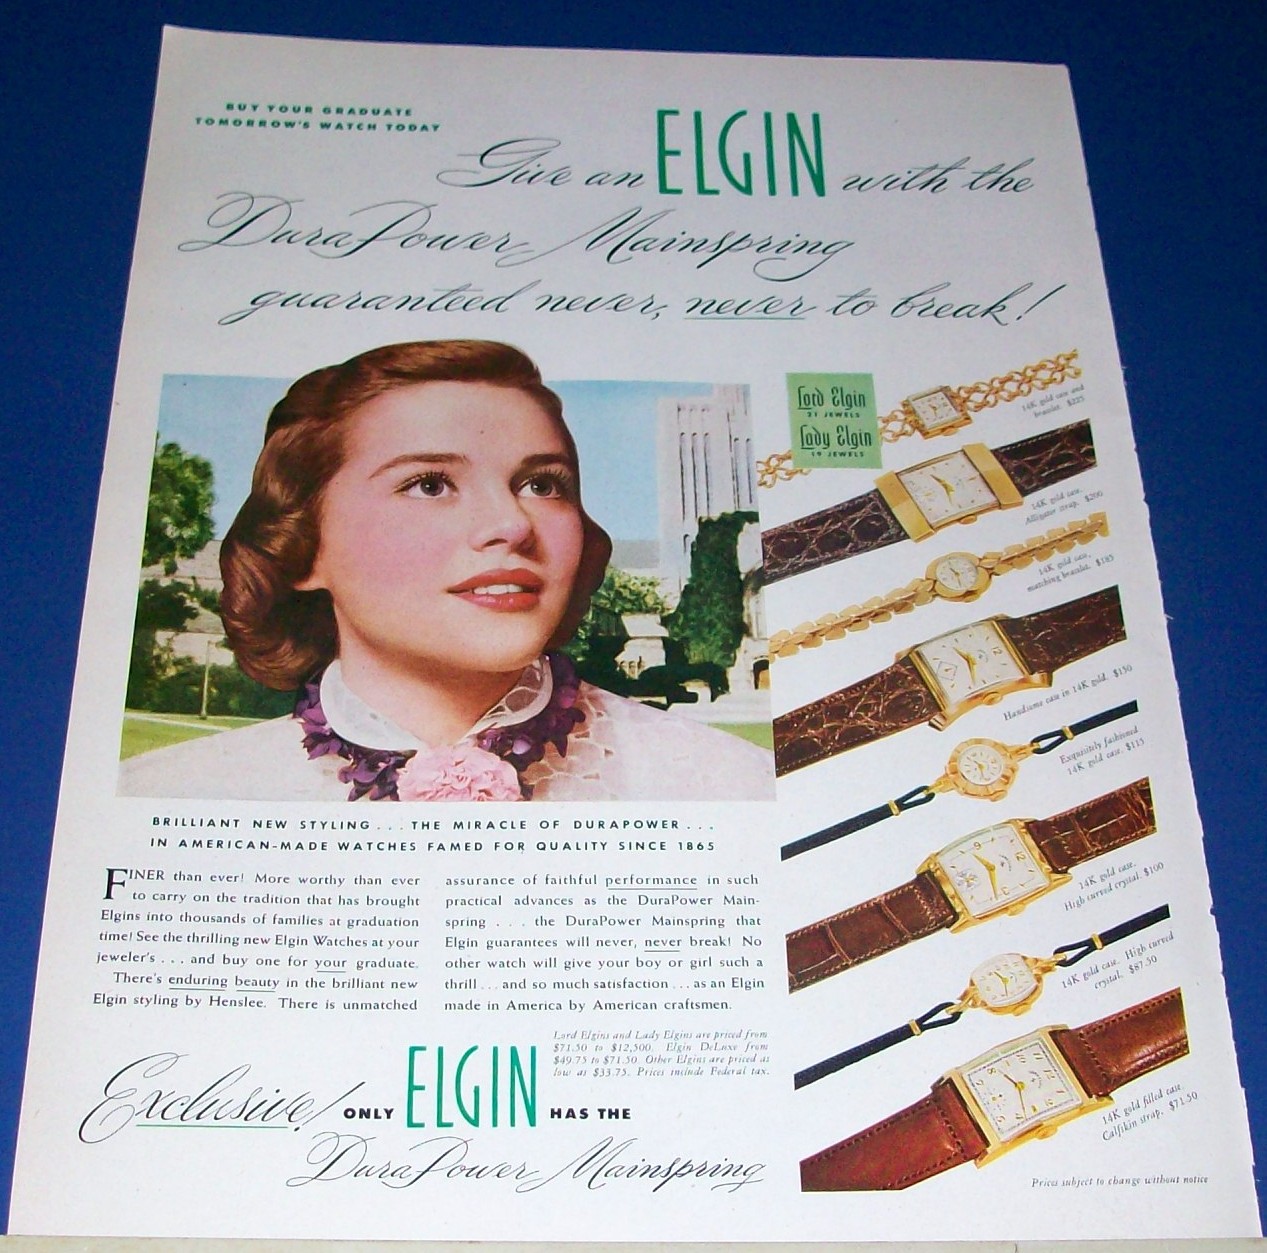 BUY YOUR GRADUATE
TOMORROW'S WATCH TODAY
Give an ELGIN with the
DuraPower Mainspring
guaranteed never, never to break!
Lord Elgin
21 JEWELS
Lady Elgin
19 JEWELS
14K gold case and
bracelet. $225
14K gold case.
Alligator strap. $200
14K gold case,
matching bracelet. $185
Handsome case in 14K gold. $150
Exquisitely fashioned
14K gold case. $115
14K gold case.
High curved crystal. $100
14K gold case. High curved
crystal. $87.50
14K gold filled case.
Calfskin strap. $71.50
BRILLIANT NEW STYLING . . . THE MIRACLE OF DURAPOWER . . .
IN AMERICAN-MADE WATCHES FAMED FOR QUALITY SINCE 1865
FINER than ever! More worthy than ever
to carry on the tradition that has brought
Elgins into thousands of families at graduation
time! See the thrilling new Elgin Watches at your
jeweler's . . . and buy one for your graduate.
There's enduring beauty in the brilliant new
Elgin styling by Henslee. There is unmatched
assurance of faithful performance in such
practical advances as the DuraPower Main-
spring . . . the DuraPower Mainspring that
Elgin guarantees will never, never break! No
other watch will give your boy or girl such a
thrill . . . and so much satisfaction . . . as an Elgin
made in America by American craftsmen.
Lord Elgins and Lady Elgins are priced from
$71.50 to $12,500. Elgin DeLuxe from
$49.75 to $71.50. Other Elgins are priced as
low as $33.75. Prices include Federal tax.
Exclusive! ONLY ELGIN HAS THE
DuraPower Mainspring
Prices subject to change without notice